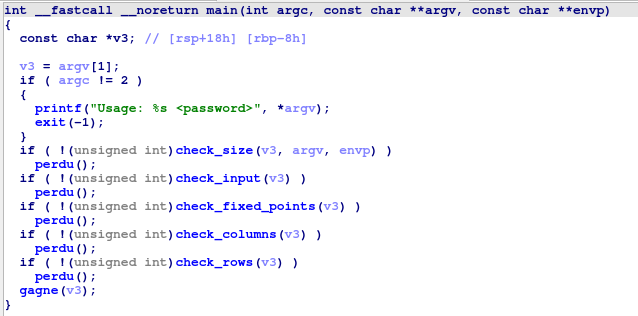 int __fastcall __noreturn main(int argc, const char **argv, const char **envp)
{
  const char *v3; // [rsp+18h] [rbp-8h]

  v3 = argv[1];
  if ( argc != 2 )
  {
    printf("Usage: %s <password>", *argv);
    exit(-1);
  }
  if ( !(unsigned int)check_size(v3, argv, envp) )
    perdu();
  if ( !(unsigned int)check_input(v3) )
    perdu();
  if ( !(unsigned int)check_fixed_points(v3) )
    perdu();
  if ( !(unsigned int)check_columns(v3) )
    perdu();
  if ( !(unsigned int)check_rows(v3) )
    perdu();
  gagne(v3);
}